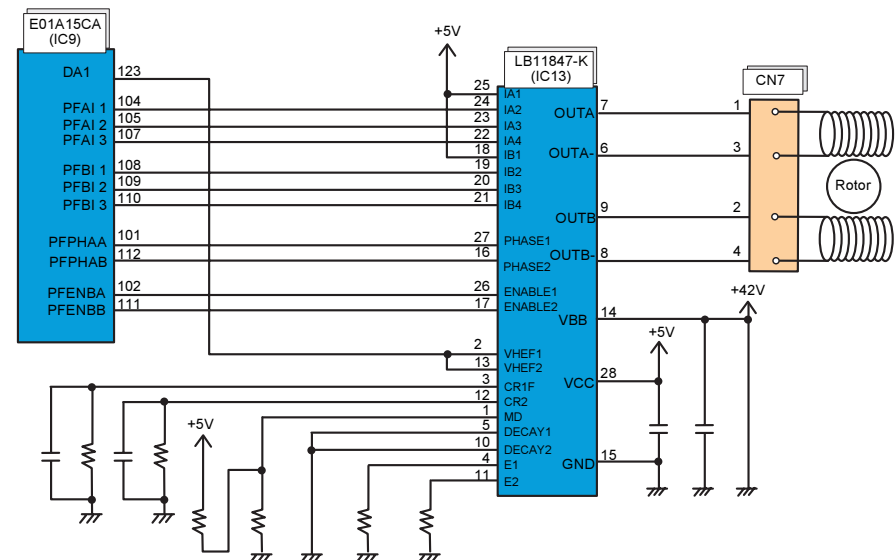 E01A15CA
(IC9)
DA1 123
PFAI 1 104
PFAI 2 105
PFAI 3 107
PFBI 1 108
PFBI 2 109
PFBI 3 110
PFPHAA 101
PFPHAB 112
PFENBA 102
PFENBB 111
+5V
LB11847-K
(IC13)
25 IA1
24 IA2
23 IA3
22 IA4
18 IB1
19 IB2
20 IB3
21 IB4
27 PHASE1
16 PHASE2
26 ENABLE1
17 ENABLE2
2 VHEF1
13 VHEF2
3 CR1F
12 CR2
1 MD
5 DECAY1
10 DECAY2
4 E1
11 E2
OUTA 7
OUTA- 6
OUTB 9
OUTB- 8
VBB 14
VCC 28
GND 15
CN7
1
3
2
4
Rotor
+42V
+5V
+5V